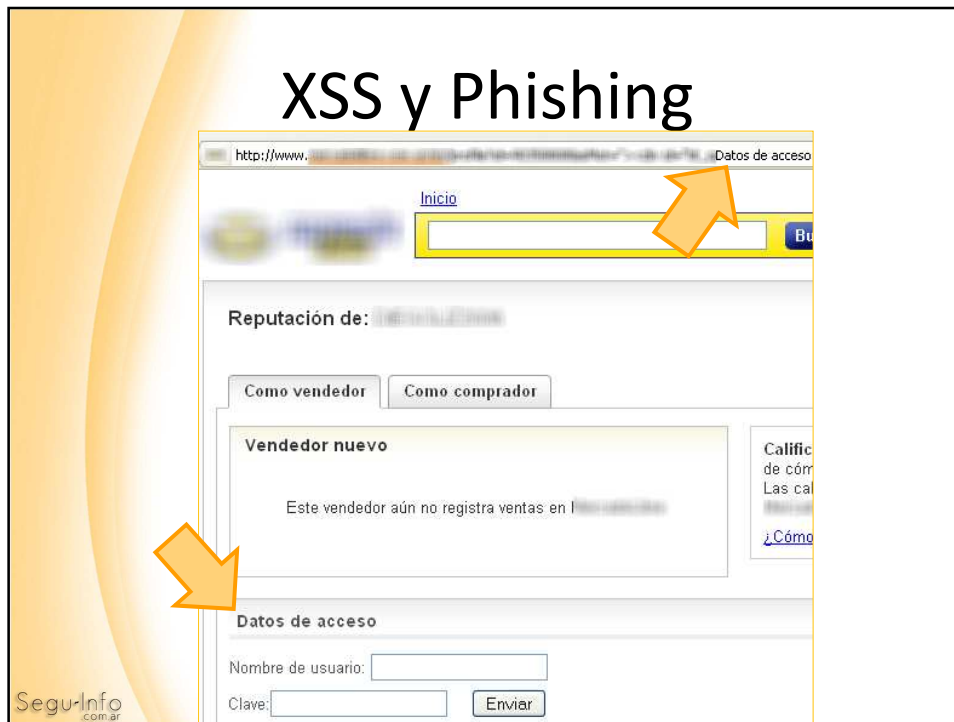 XSS y Phishing
http://www. Datos de acceso
Inicio
Bu
Reputación de:
Como vendedor Como comprador
Vendedor nuevo
Este vendedor aún no registra ventas en
Calific
de cóm
Las cal
¿Cómo
Datos de acceso
Nombre de usuario:
Clave: Enviar
Segu-Info
.com.ar